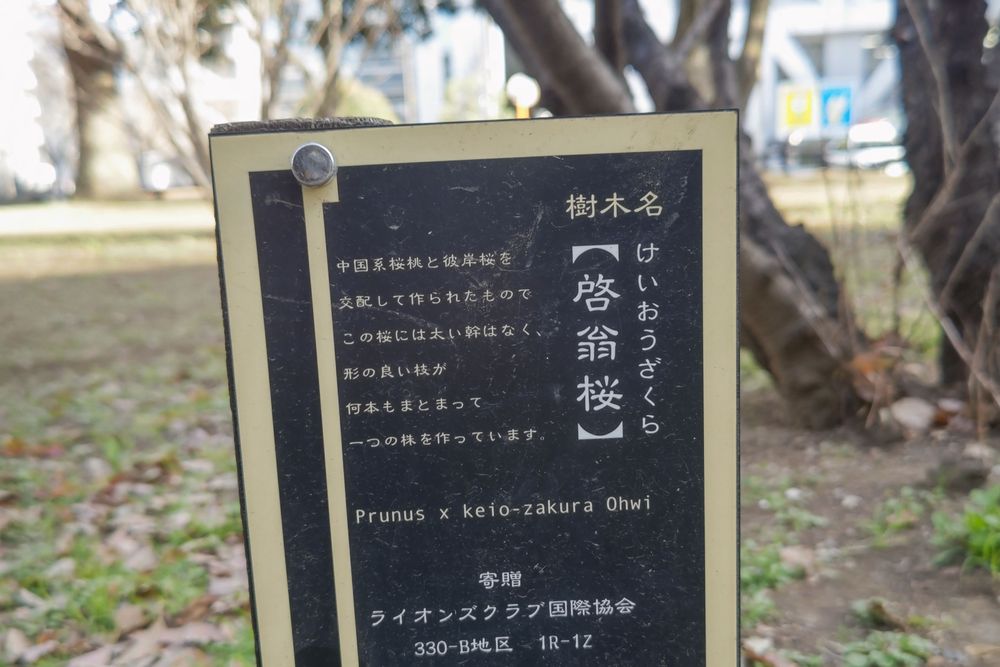 樹木名
けいおうざくら
【啓翁桜】
中国系桜桃と彼岸桜を
交配して作られたもので
この桜には太い幹はなく、
形の良い枝が
何本もまとまって
一つの株を作っています。
Prunus x keio-zakura Ohwi
寄贈
ライオンズクラブ国際協会
330-B地区 1R-1Z